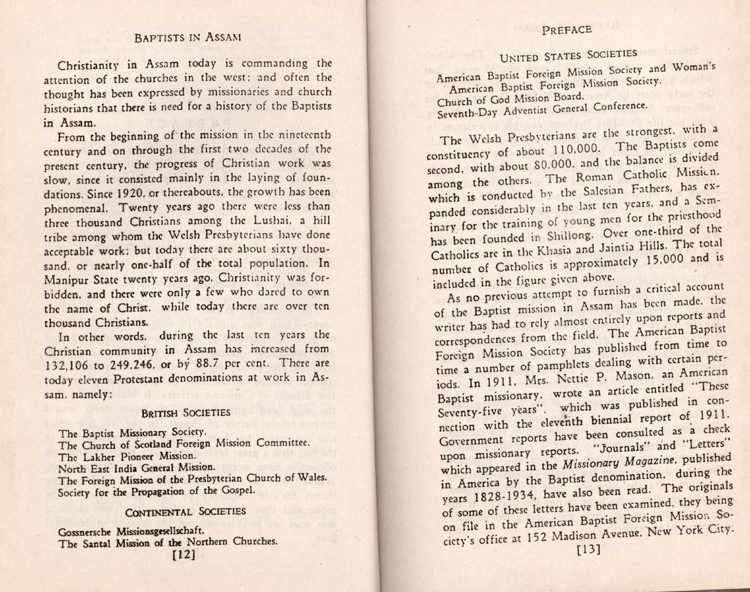 BAPTISTS IN ASSAM
Christianity in Assam today is commanding the
attention of the churches in the west; and often the
thought has been expressed by missionaries and church
historians that there is need for a history of the Baptists
in Assam.
From the beginning of the mission in the nineteenth
century and on through the first two decades of the
present century, the progress of Christian work was
slow, since it consisted mainly in the laying of foun-
dations. Since 1920, or thereabouts, the growth has been
phenomenal. Twenty years ago there were less than
three thousand Christians among the Lushai, a hill
tribe among whom the Welsh Presbyterians have done
acceptable work; but today there are about sixty thou-
sand, or nearly one-half of the total population. In
Manipur State twenty years ago, Christianity was for-
bidden, and there were only a few who dared to own
the name of Christ, while today there are over ten
thousand Christians.
In other words, during the last ten years the
Christian community in Assam has increased from
132,106 to 249,246, or by 88.7 per cent. There are
today eleven Protestant denominations at work in As-
sam, namely:
BRITISH SOCIETIES
The Baptist Missionary Society.
The Church of Scotland Foreign Mission Committee.
The Lakher Pioneer Mission.
North East India General Mission.
The Foreign Mission of the Presbyterian Church of Wales.
Society for the Propagation of the Gospel.
CONTINENTAL SOCIETIES
Gossnersche Missionsgesellschaft.
The Santal Mission of the Northern Churches.
[12]
PREFACE
UNITED STATES SOCIETIES
American Baptist Foreign Mission Society and Woman's
American Baptist Foreign Mission Society.
Church of God Mission Board.
Seventh-Day Adventist General Conference.
The Welsh Presbyterians are the strongest, with a
constituency of about 110,000. The Baptists come
second, with about 80,000, and the balance is divided
among the others. The Roman Catholic Mission,
which is conducted by the Salesian Fathers, has ex-
panded considerably in the last ten years, and a Sem-
inary for the training of young men for the priesthood
has been founded in Shillong. Over one-third of the
Catholics are in the Khasia and Jaintia Hills. The total
number of Catholics is approximately 15,000 and is
included in the figure given above.
As no previous attempt to furnish a critical account
of the Baptist mission in Assam has been made, the
writer has had to rely almost entirely upon reports and
correspondences from the field. The American Baptist
Foreign Mission Society has published from time to
time a number of pamphlets dealing with certain per-
iods. In 1911, Mrs. Nettie P. Mason, an American
Baptist missionary, wrote an article entitled "These
Seventy-five years", which was published in con-
nection with the eleventh biennial report of 1911.
Government reports have been consulted as a check
upon missionary reports. "Journals" and "Letters"
which appeared in the Missionary Magazine, published
in America by the Baptist denomination, during the
years 1828-1934, have also been read. The originals
of some of these letters have been examined, they being
on file in the American Baptist Foreign Mission So-
ciety's office at 152 Madison Avenue, New York City.
[13]